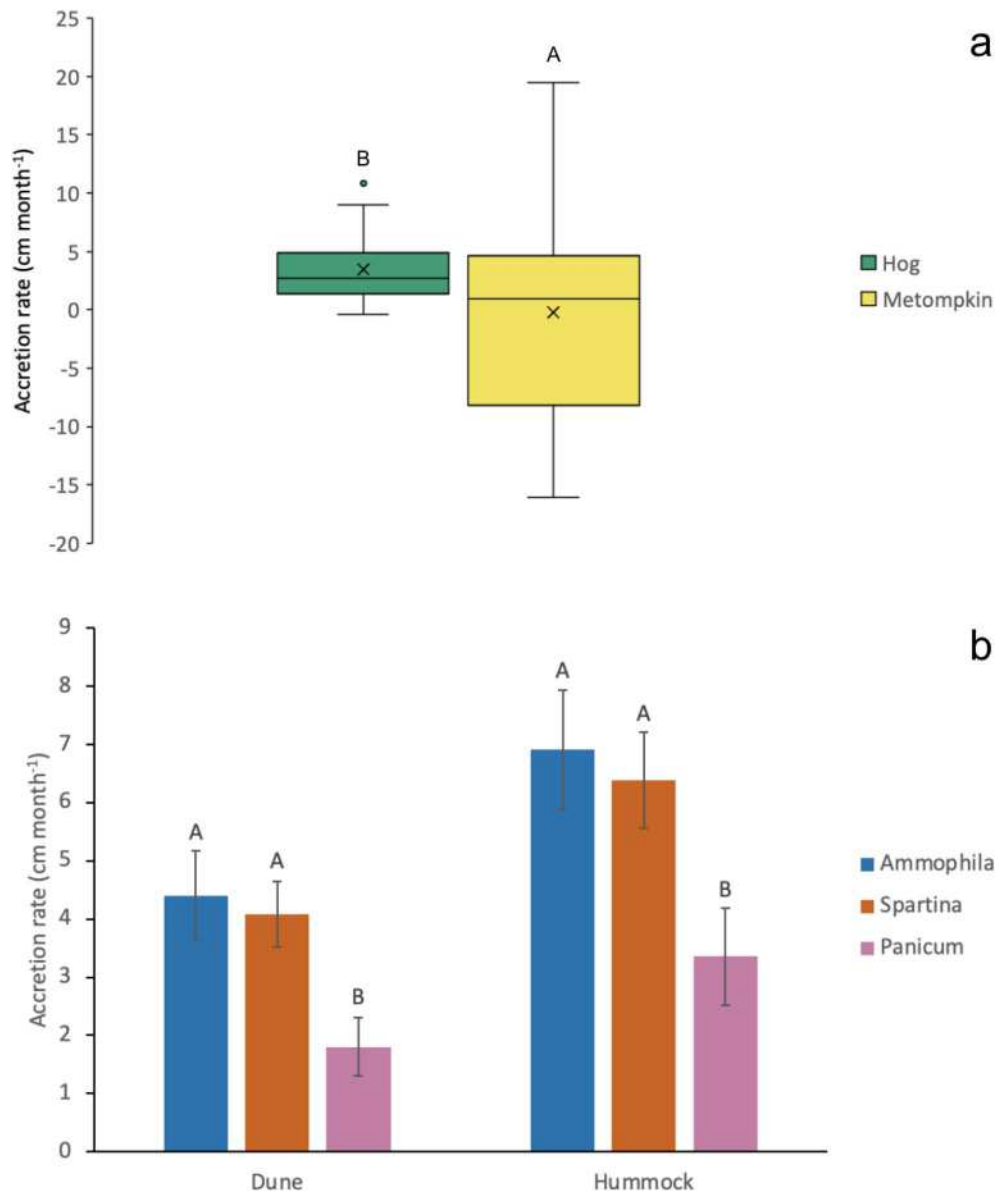 a
Accretion rate (cm month⁻¹)
25
20
15
10
5
0
-5
-10
-15
-20
B
A
Hog
Metompkin
b
Accretion rate (cm month⁻¹)
9
8
7
6
5
4
3
2
1
0
A
A
B
A
A
B
Ammophila
Spartina
Panicum
Dune
Hummock